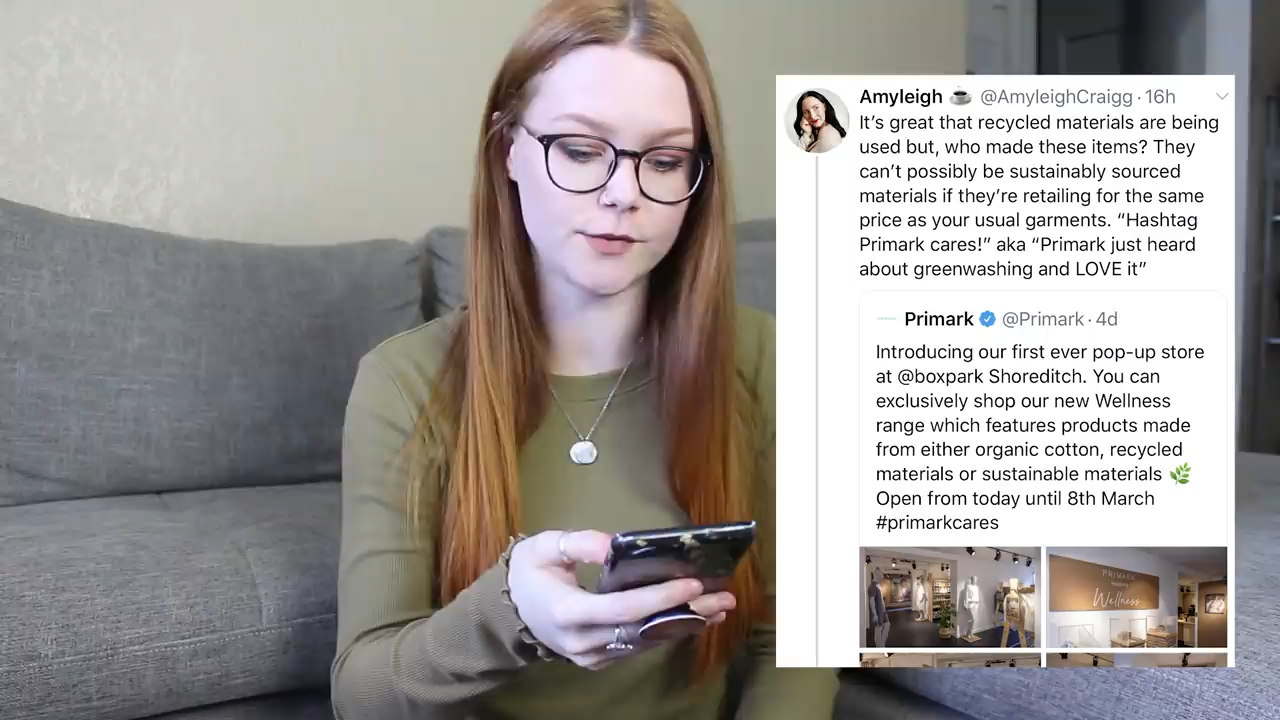 Amyleigh ☕ @AmyleighCraigg · 16h
It’s great that recycled materials are being
used but, who made these items? They
can’t possibly be sustainably sourced
materials if they’re retailing for the same
price as your usual garments. “Hashtag
Primark cares!” aka “Primark just heard
about greenwashing and LOVE it”
Primark @Primark · 4d
Introducing our first ever pop-up store
at @boxpark Shoreditch. You can
exclusively shop our new Wellness
range which features products made
from either organic cotton, recycled
materials or sustainable materials 🌿
Open from today until 8th March
#primarkcares
PRIMARK
Wellness